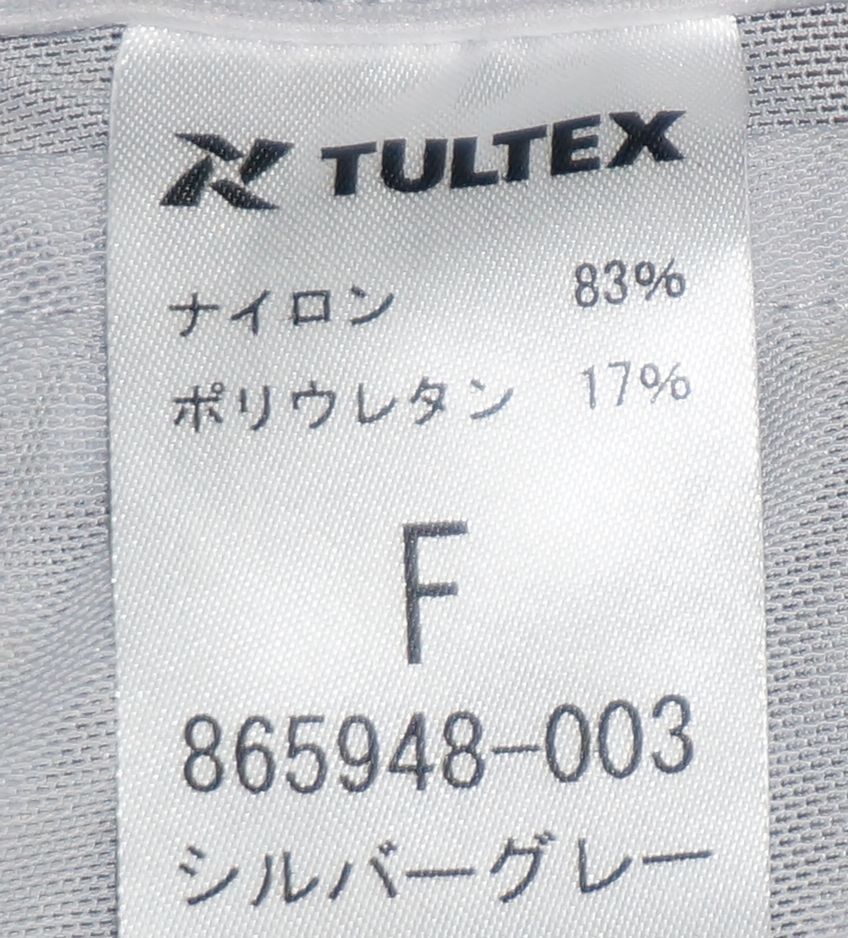 TULTEX
ナイロン 83%
ポリウレタン 17%
F
865948-003
シルバーグレー